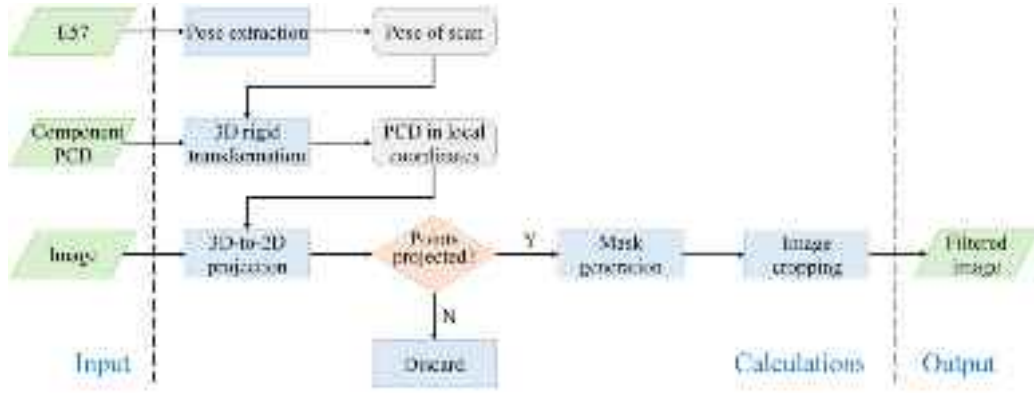 E57
Pose extraction
Pose of scan
Component
PCD
3D rigid
transformation
PCD in local
coordinates
Image
3D-to-2D
projection
Points
projected?
Y
Mask
generation
Image
cropping
Filtered
image
N
Discard
Input
Calculations
Output